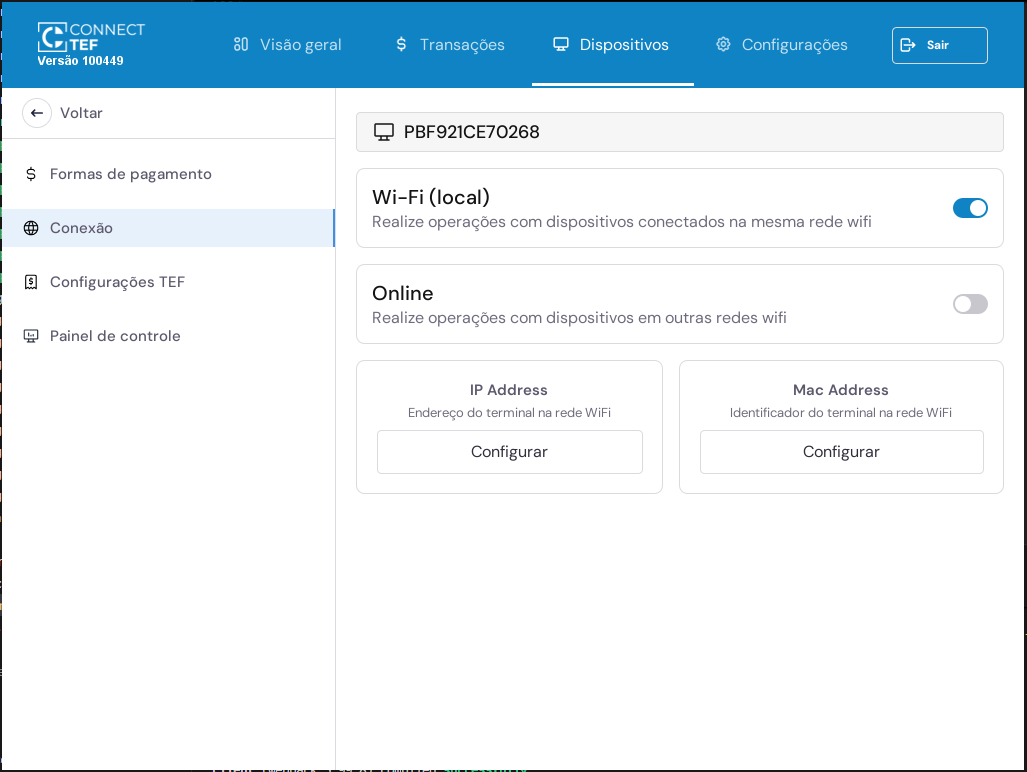 CONNECT
TEF
Versão 100449
Visão geral
Transações
Dispositivos
Configurações
Sair
Voltar
Formas de pagamento
Conexão
Configurações TEF
Painel de controle
PBF921CE70268
Wi-Fi (local)
Realize operações com dispositivos conectados na mesma rede wifi
Online
Realize operações com dispositivos em outras redes wifi
IP Address
Endereço do terminal na rede WiFi
Configurar
Mac Address
Identificador do terminal na rede WiFi
Configurar